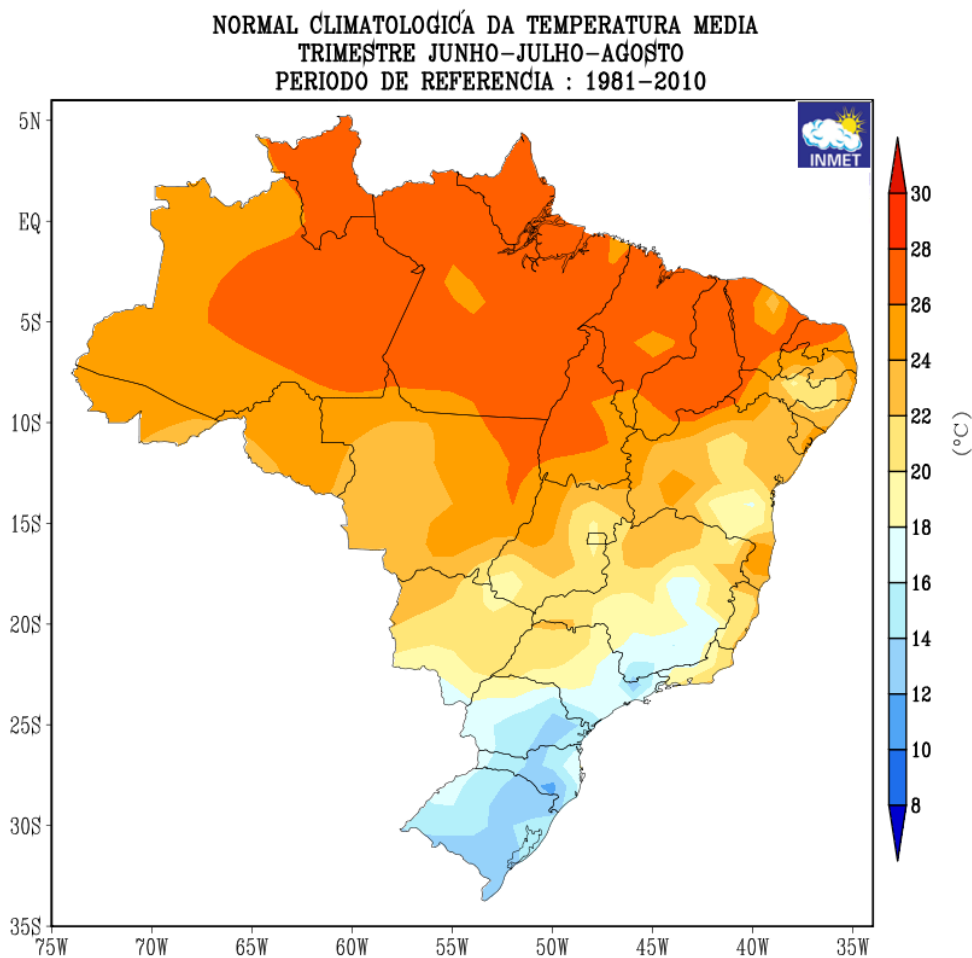 NORMAL CLIMATOLOGICÁ DA TEMPERATURA MEDIA
TRIMESTRE JUNHO-JULHO-AGOSTO
PERIODO DE REFERENCIA : 1981-2010
INMET
5N
EQ
5S
10S
15S
20S
25S
30S
35S
75W
70W
65W
60W
55W
50W
45W
40W
35W
30
28
26
24
22
20
18
16
14
12
10
8
(°C)